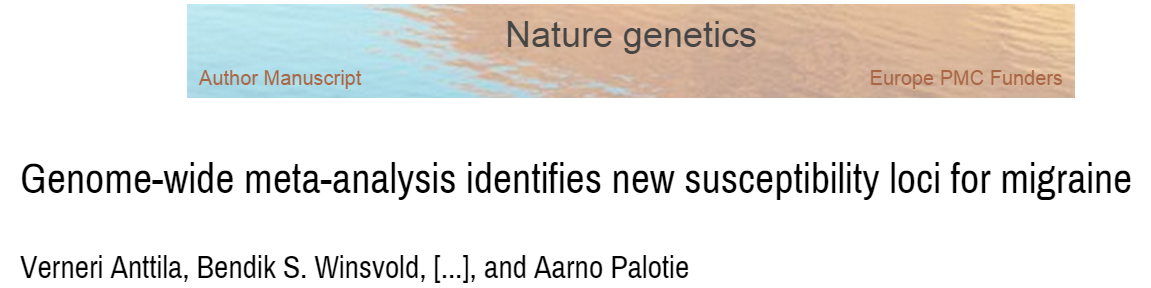 Nature genetics
Author Manuscript Europe PMC Funders
Genome-wide meta-analysis identifies new susceptibility loci for migraine
Verneri Anttila, Bendik S. Winsvold, [...], and Aarno Palotie